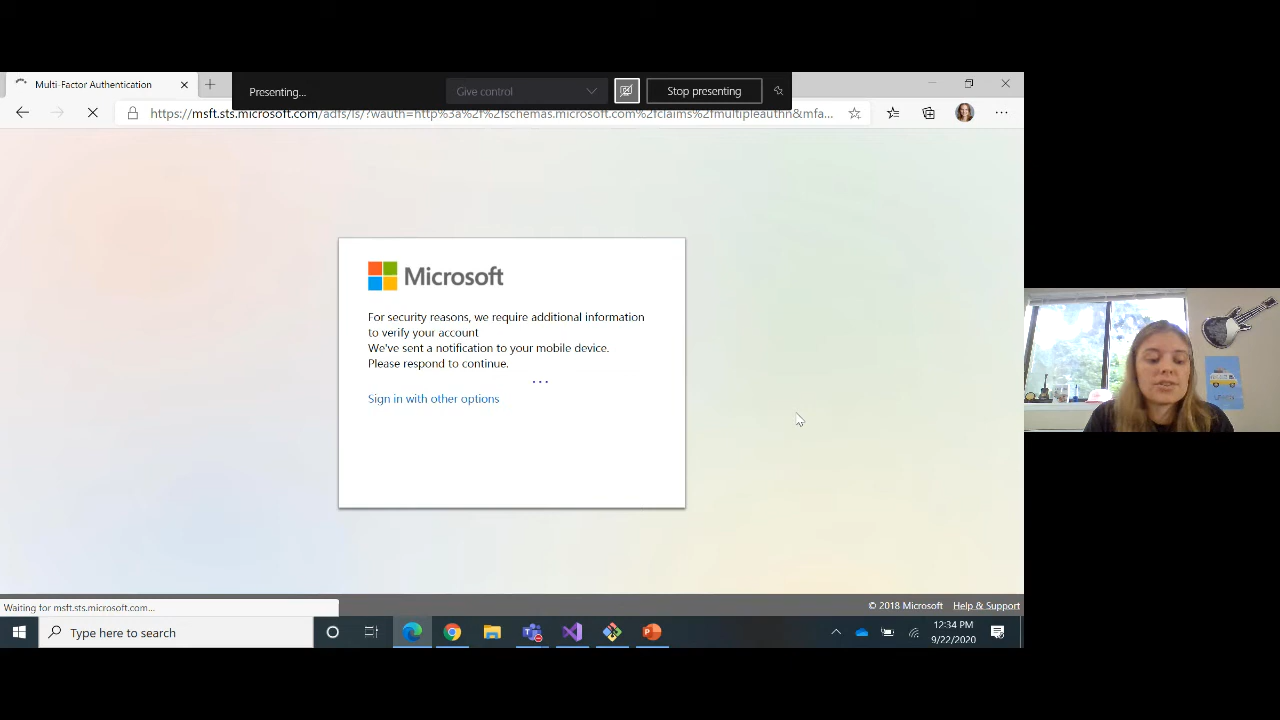 Multi-Factor Authentication
Presenting...
Give control
Stop presenting
https://msft.sts.microsoft.com/adfs/ls/?wauth=http%3a%2f%2fschemas.microsoft.com%2fclaims%2fmultipleauthn&mfa...
Microsoft
For security reasons, we require additional information
to verify your account
We've sent a notification to your mobile device.
Please respond to continue.
Sign in with other options
Waiting for msft.sts.microsoft.com...
© 2018 Microsoft Help & Support
Type here to search
12:34 PM
9/22/2020